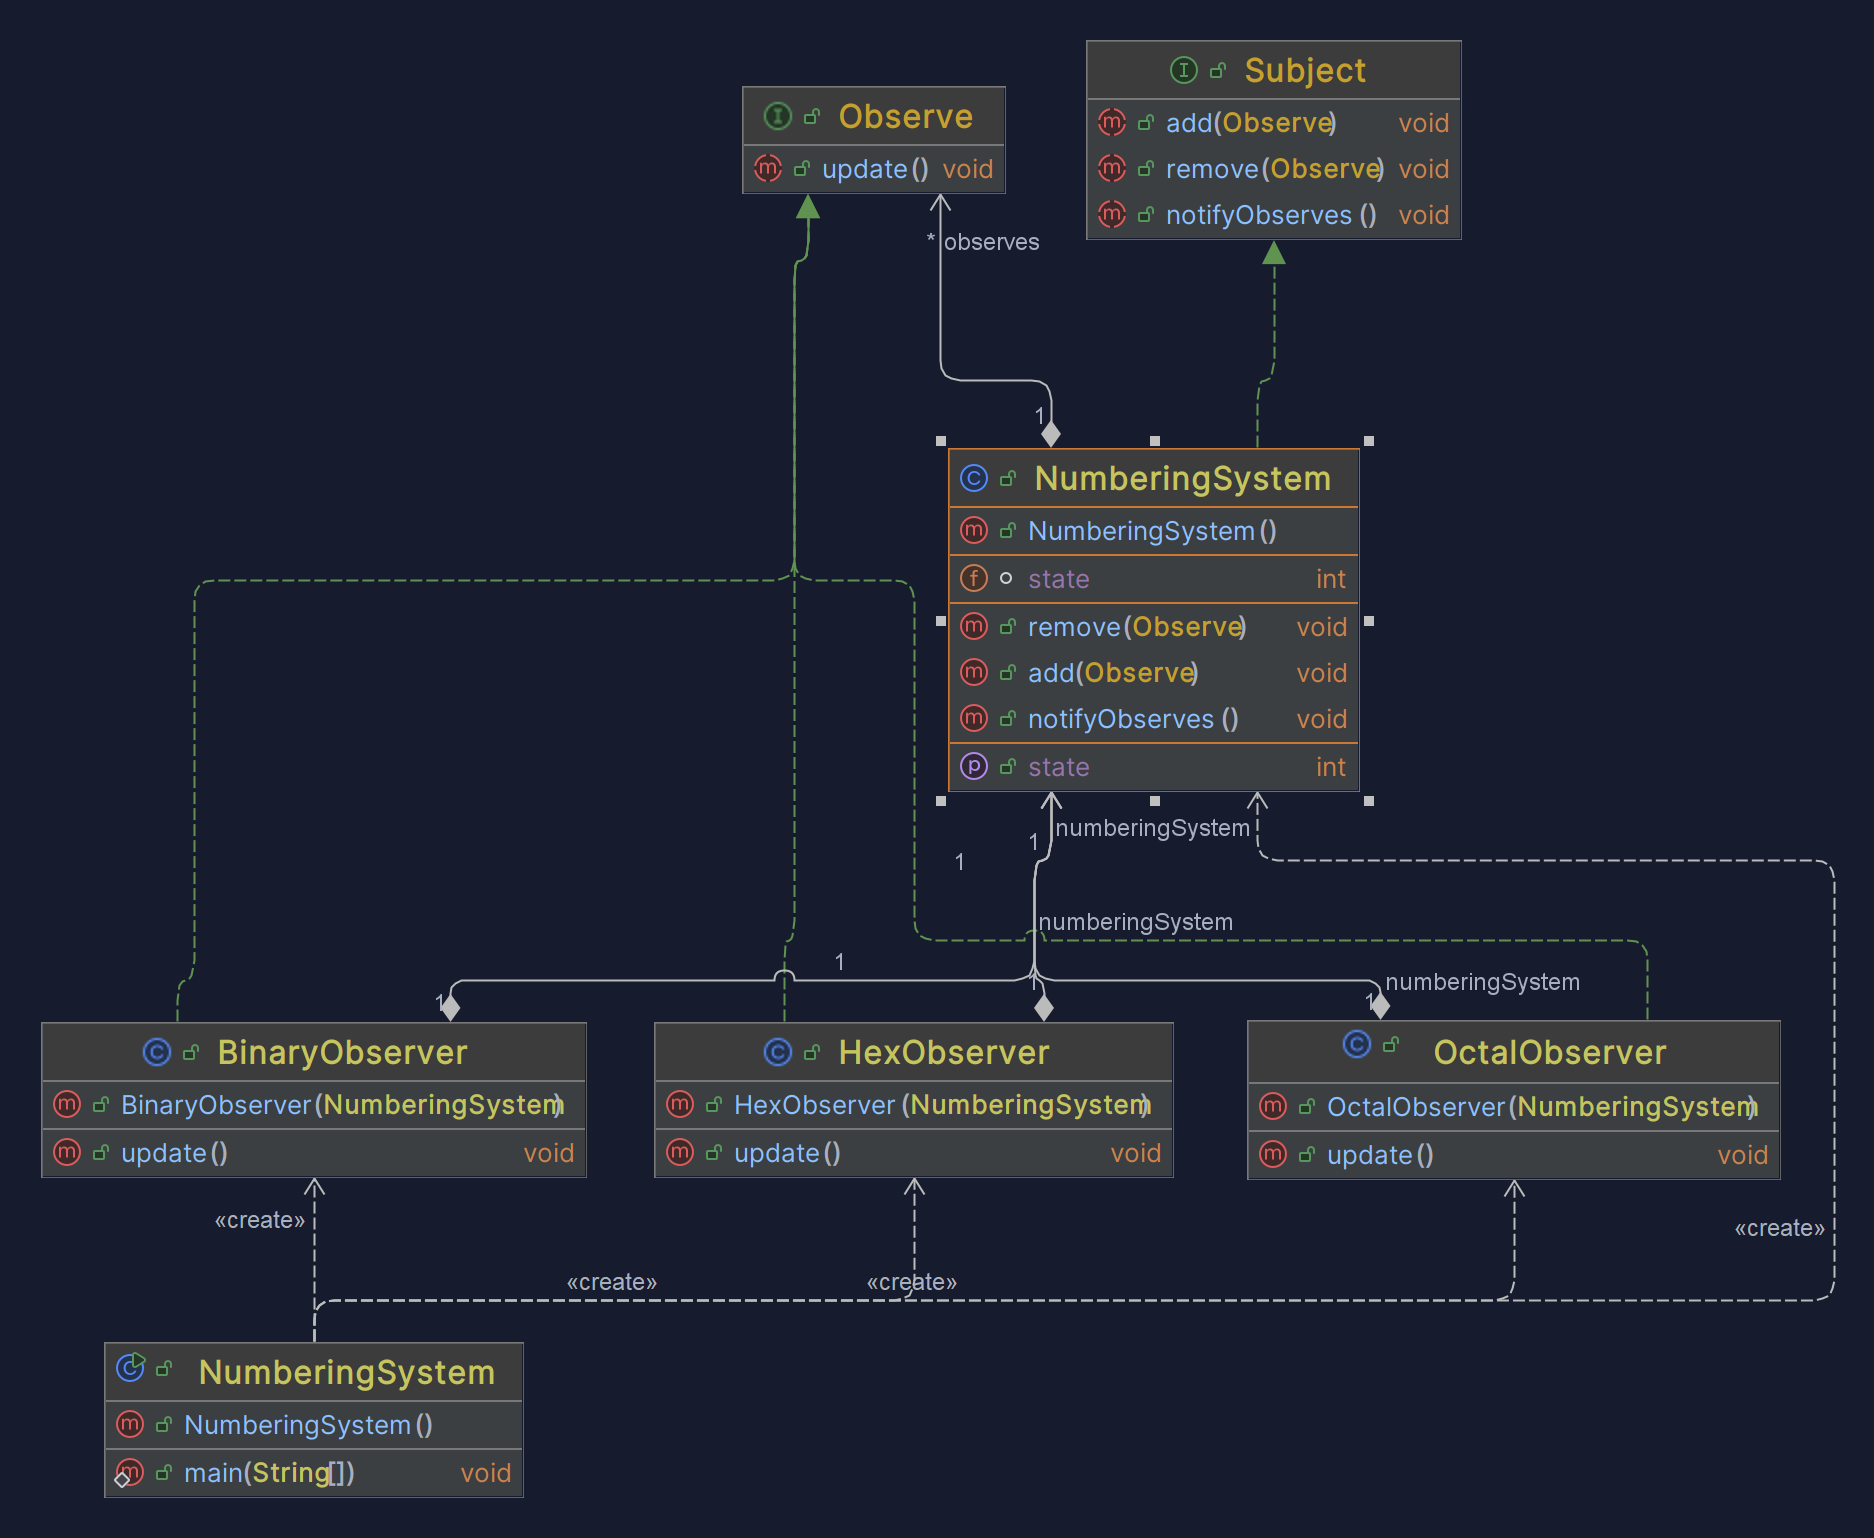 Subject
add(Observe) void
remove(Observe) void
notifyObserves () void
Observe
update() void
* observes
1
NumberingSystem
NumberingSystem()
state int
remove(Observe) void
add(Observe) void
notifyObserves () void
state int
numberingSystem
1
1
numberingSystem
1
numberingSystem
1
1
1
BinaryObserver
BinaryObserver(NumberingSystem)
update() void
HexObserver
HexObserver (NumberingSystem)
update() void
OctalObserver
OctalObserver(NumberingSystem)
update() void
«create»
«create»
«create»
«create»
NumberingSystem
NumberingSystem()
main(String[]) void